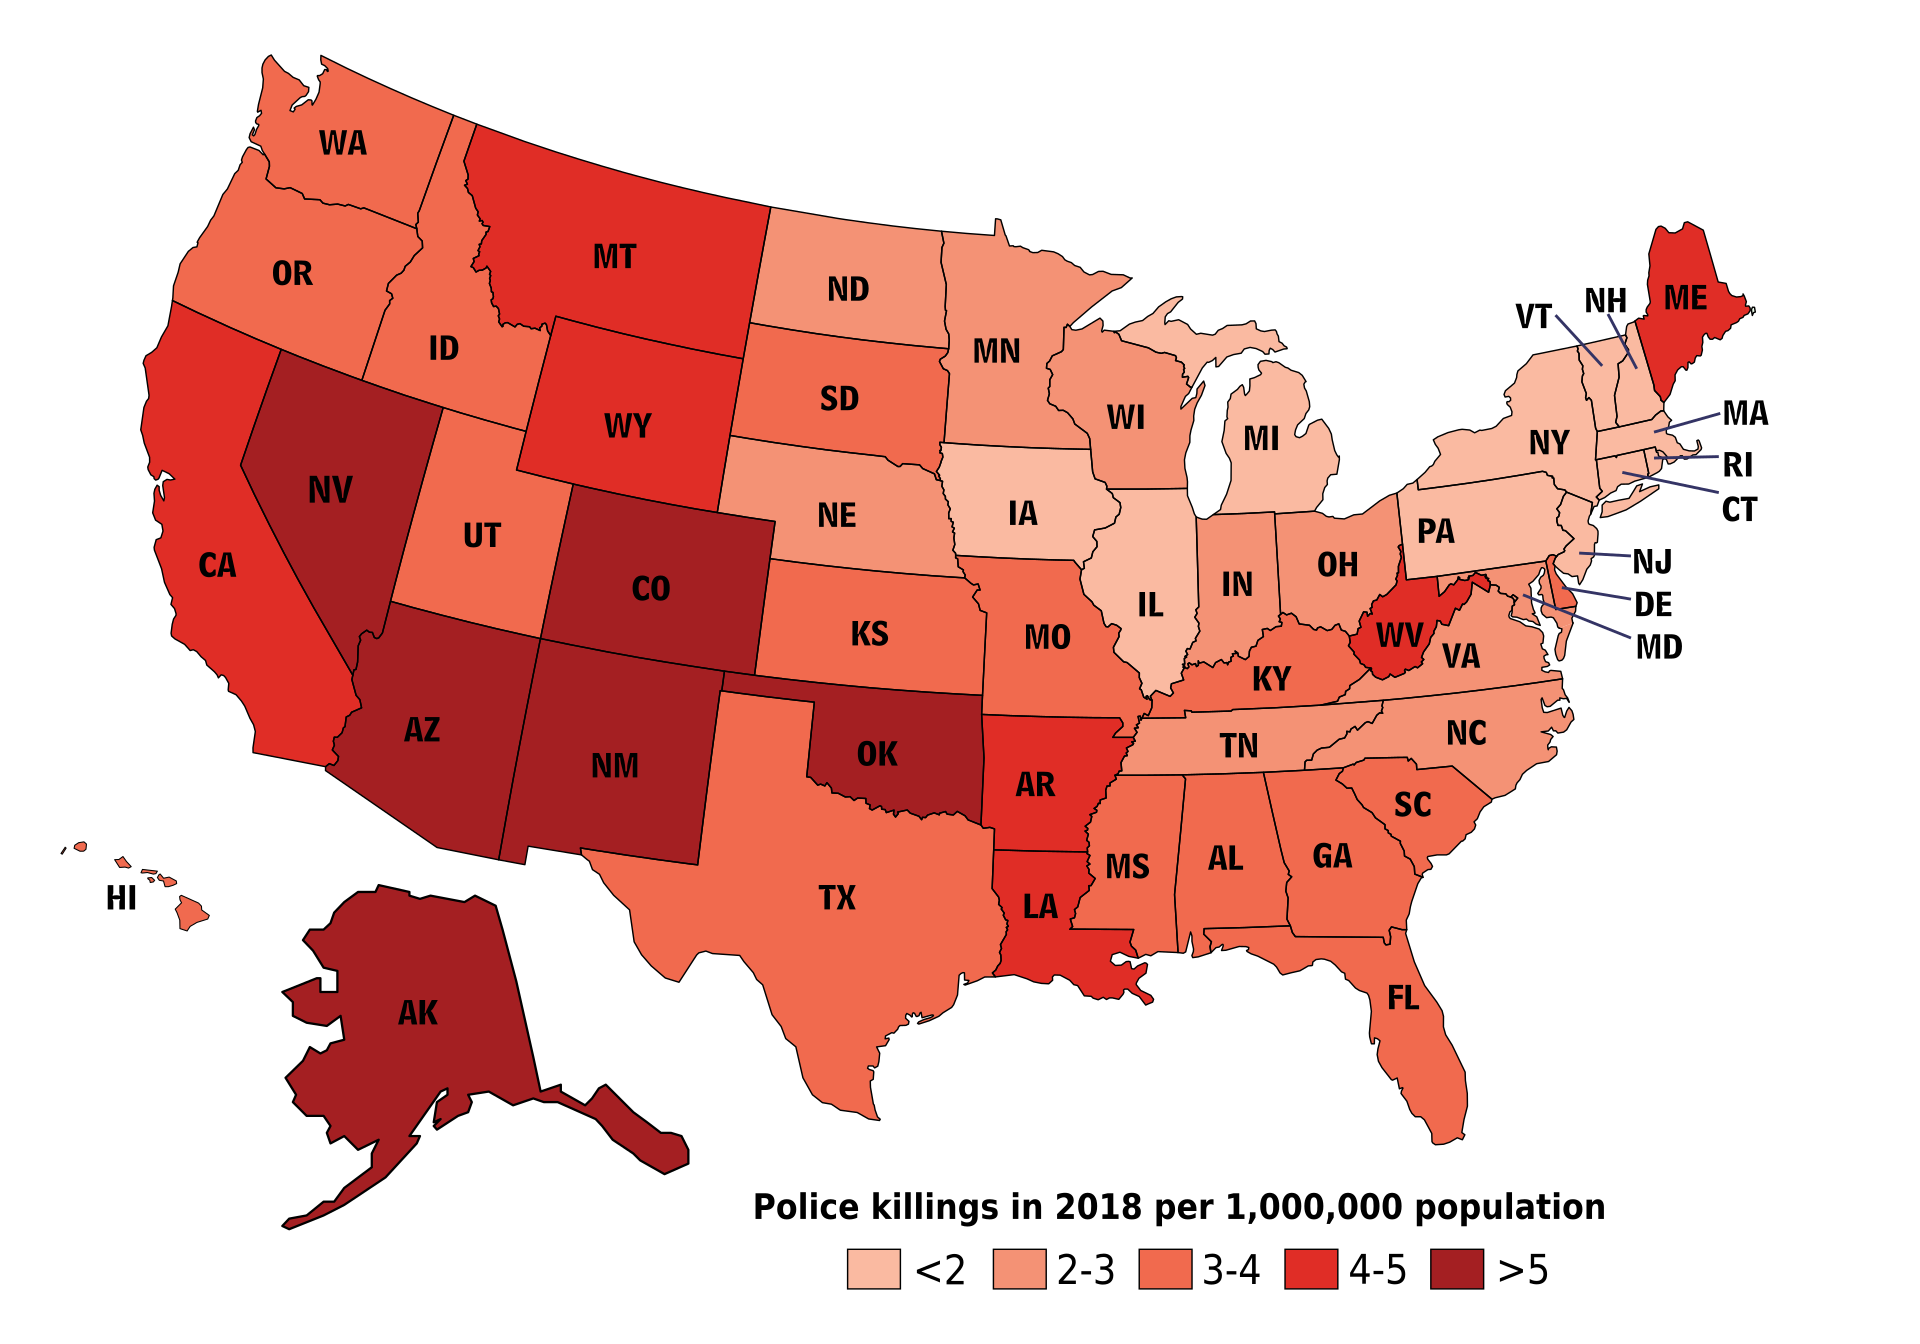 WA
MT
ND
OR
ID
MN
SD
WY
WI
MI
VT
NH
ME
NY
MA
RI
CT
NV
UT
NE
IA
PA
CA
CO
IL
IN
OH
NJ
DE
MD
KS
MO
WV
VA
KY
AZ
NM
OK
AR
TN
NC
SC
MS
AL
GA
TX
LA
FL
HI
AK
Police killings in 2018 per 1,000,000 population
<2 2-3 3-4 4-5 >5